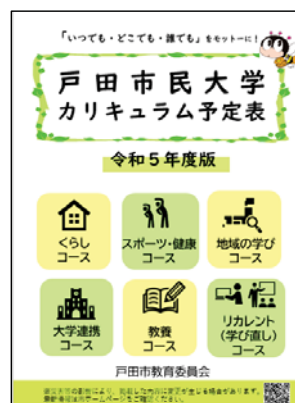 「いつでも・どこでも・誰でも」をモットーに！
戸田市民大学
カリキュラム予定表
令和５年度版
くらし
コース
スポーツ・健康
コース
地域の学び
コース
大学連携
コース
教養
コース
リカレント
（学び直し）
コース
戸田市教育委員会